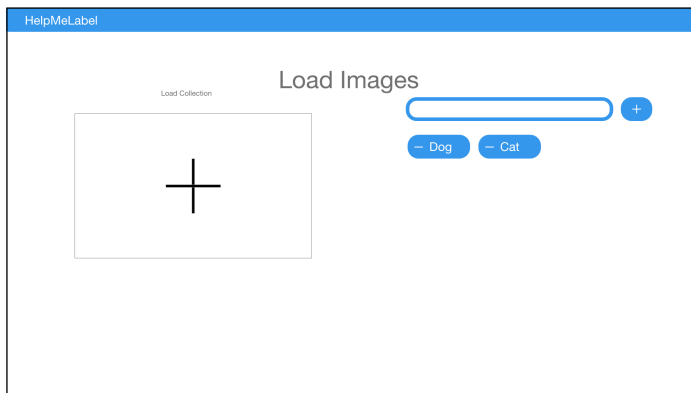 HelpMeLabel
Load Images
Load Collection
+
− Dog
− Cat